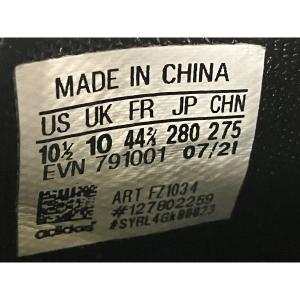 MADE IN CHINA
US UK FR JP CHN
10½ 10 44⅔ 280 275
EVN 791001 07/21
ART FZ1034
#127802259
adidas #SYRL4Gk00023